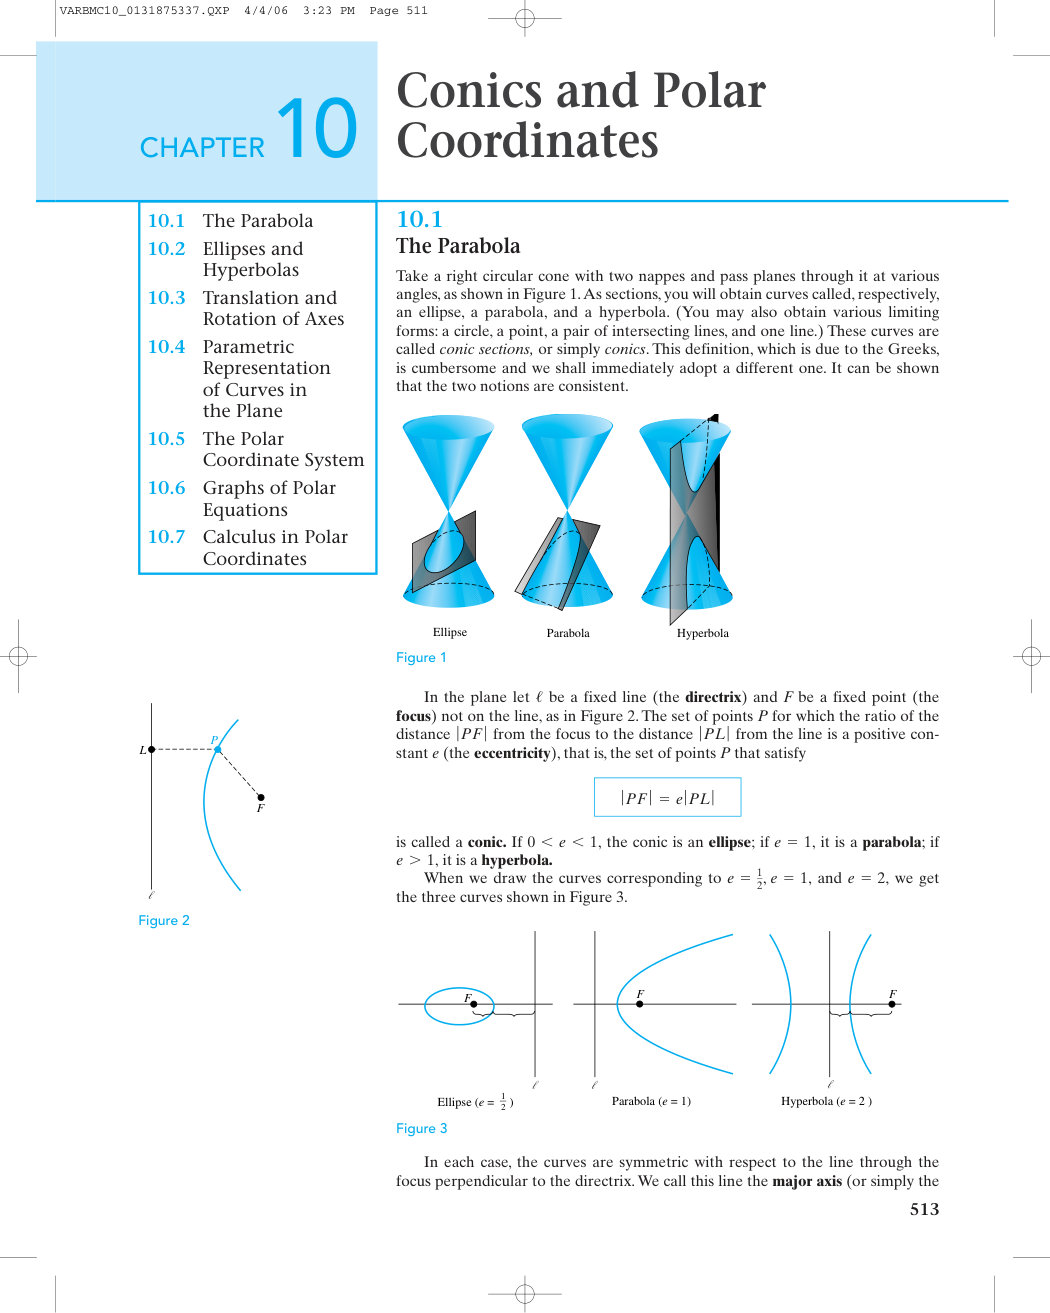 VARBMC10_0131875337.QXP 4/4/06 3:23 PM Page 511
CHAPTER 10
Conics and Polar
Coordinates
10.1 The Parabola
10.2 Ellipses and
Hyperbolas
10.3 Translation and
Rotation of Axes
10.4 Parametric
Representation
of Curves in
the Plane
10.5 The Polar
Coordinate System
10.6 Graphs of Polar
Equations
10.7 Calculus in Polar
Coordinates
10.1
The Parabola
Take a right circular cone with two nappes and pass planes through it at various
angles, as shown in Figure 1. As sections, you will obtain curves called, respectively,
an ellipse, a parabola, and a hyperbola. (You may also obtain various limiting
forms: a circle, a point, a pair of intersecting lines, and one line.) These curves are
called conic sections, or simply conics. This definition, which is due to the Greeks,
is cumbersome and we shall immediately adopt a different one. It can be shown
that the two notions are consistent.
Ellipse
Parabola
Hyperbola
Figure 1
In the plane let ℓ be a fixed line (the directrix) and F be a fixed point (the
focus) not on the line, as in Figure 2. The set of points P for which the ratio of the
distance |PF| from the focus to the distance |PL| from the line is a positive con-
stant e (the eccentricity), that is, the set of points P that satisfy
|PF| = e|PL|
is called a conic. If 0 < e < 1, the conic is an ellipse; if e = 1, it is a parabola; if
e > 1, it is a hyperbola.
When we draw the curves corresponding to e = 1/2, e = 1, and e = 2, we get
the three curves shown in Figure 3.
P
L
F
ℓ
Figure 2
F
F
F
ℓ
ℓ
ℓ
Ellipse (e = 1/2 )
Parabola (e = 1)
Hyperbola (e = 2 )
Figure 3
In each case, the curves are symmetric with respect to the line through the
focus perpendicular to the directrix. We call this line the major axis (or simply the
513